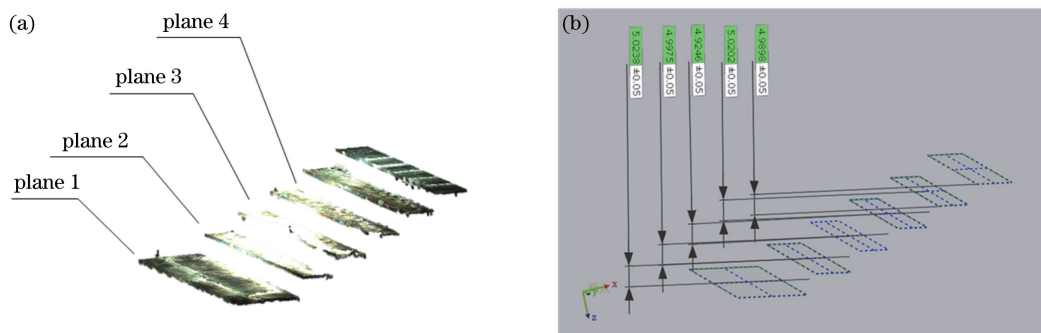 (a)
plane 4
plane 3
plane 2
plane 1
(b)
5.0238 ±0.05
4.9975 ±0.05
4.9246 ±0.05
5.0202 ±0.05
4.9898 ±0.05
x
Y
z